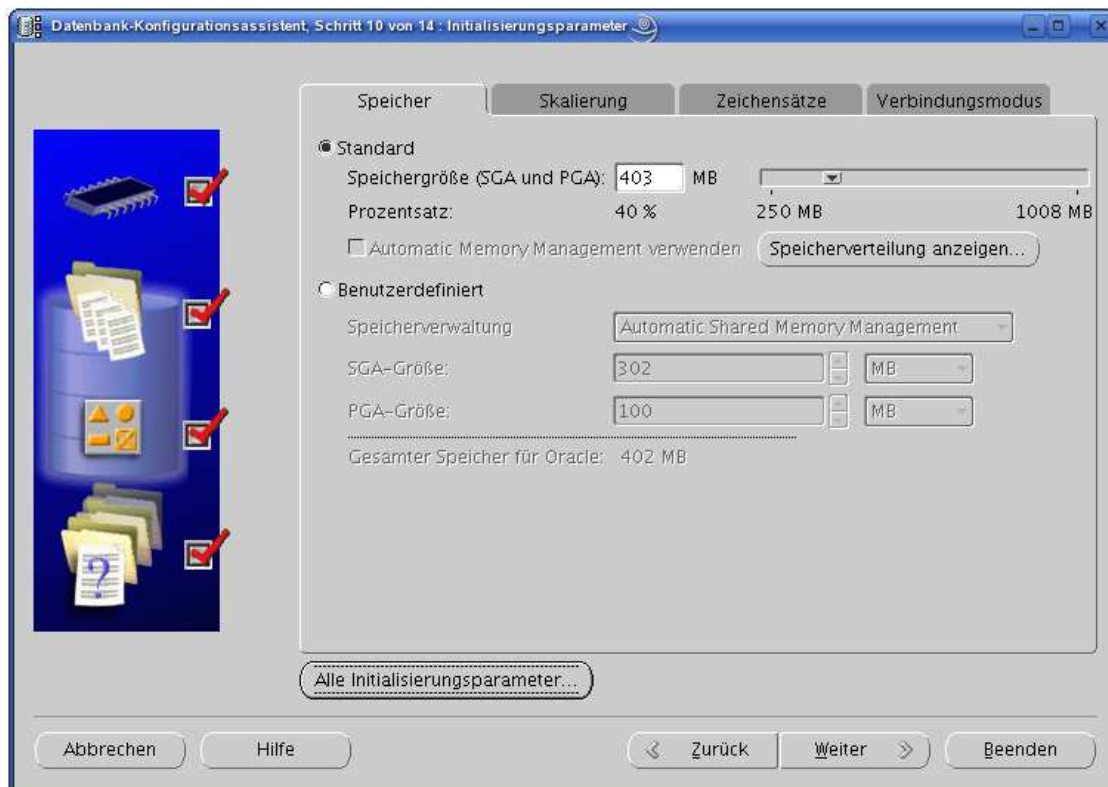 Datenbank-Konfigurationsassistent, Schritt 10 von 14 : Initialisierungsparameter
Speicher Skalierung Zeichensätze Verbindungsmodus
Standard
Speichergröße (SGA und PGA): 403 MB
Prozentsatz: 40 % 250 MB 1008 MB
Automatic Memory Management verwenden Speicherverteilung anzeigen...
Benutzerdefiniert
Speicherverwaltung Automatic Shared Memory Management
SGA-Größe: 302 MB
PGA-Größe: 100 MB
Gesamter Speicher für Oracle: 402 MB
?
Alle Initialisierungsparameter...
Abbrechen Hilfe Zurück Weiter Beenden